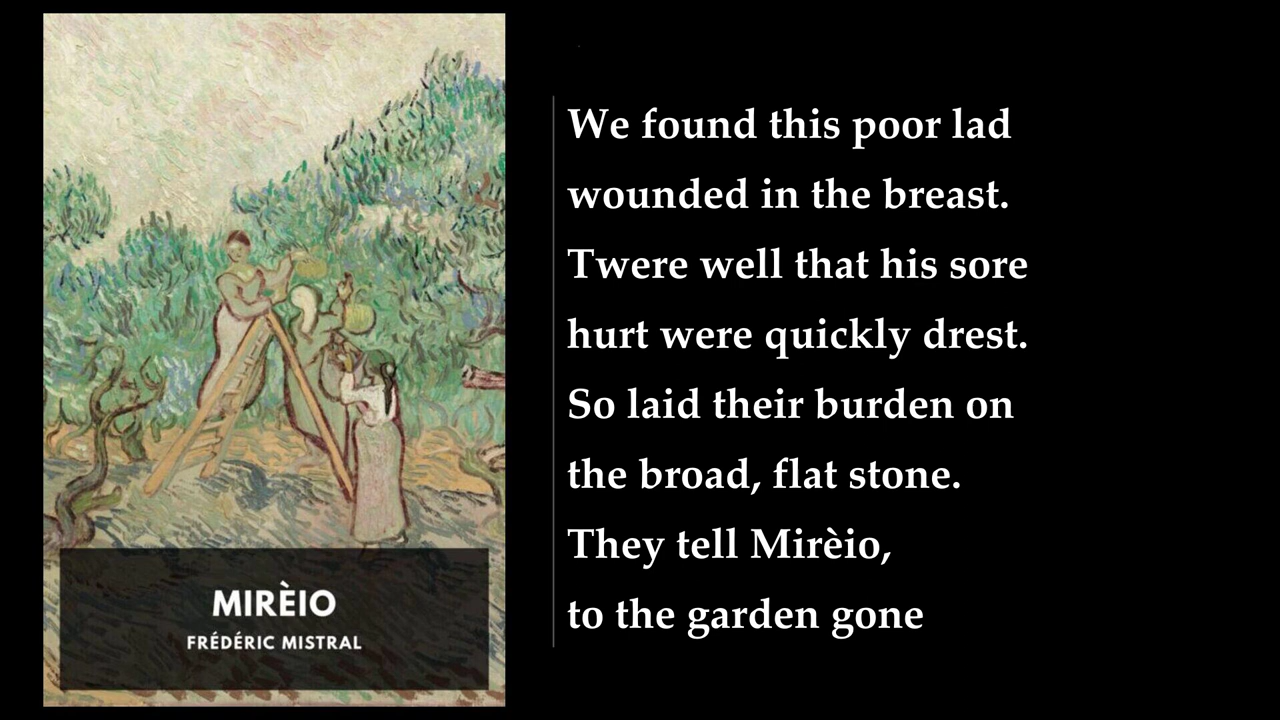 MIRÈIO
FRÉDÉRIC MISTRAL
We found this poor lad
wounded in the breast.
Twere well that his sore
hurt were quickly drest.
So laid their burden on
the broad, flat stone.
They tell Mirèio,
to the garden gone